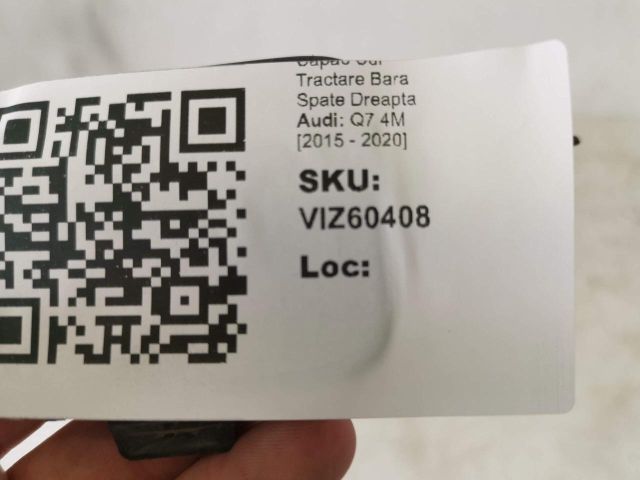 Tractare Bara
Spate Dreapta
Audi: Q7 4M
[2015 - 2020]
SKU:
VIZ60408
Loc: